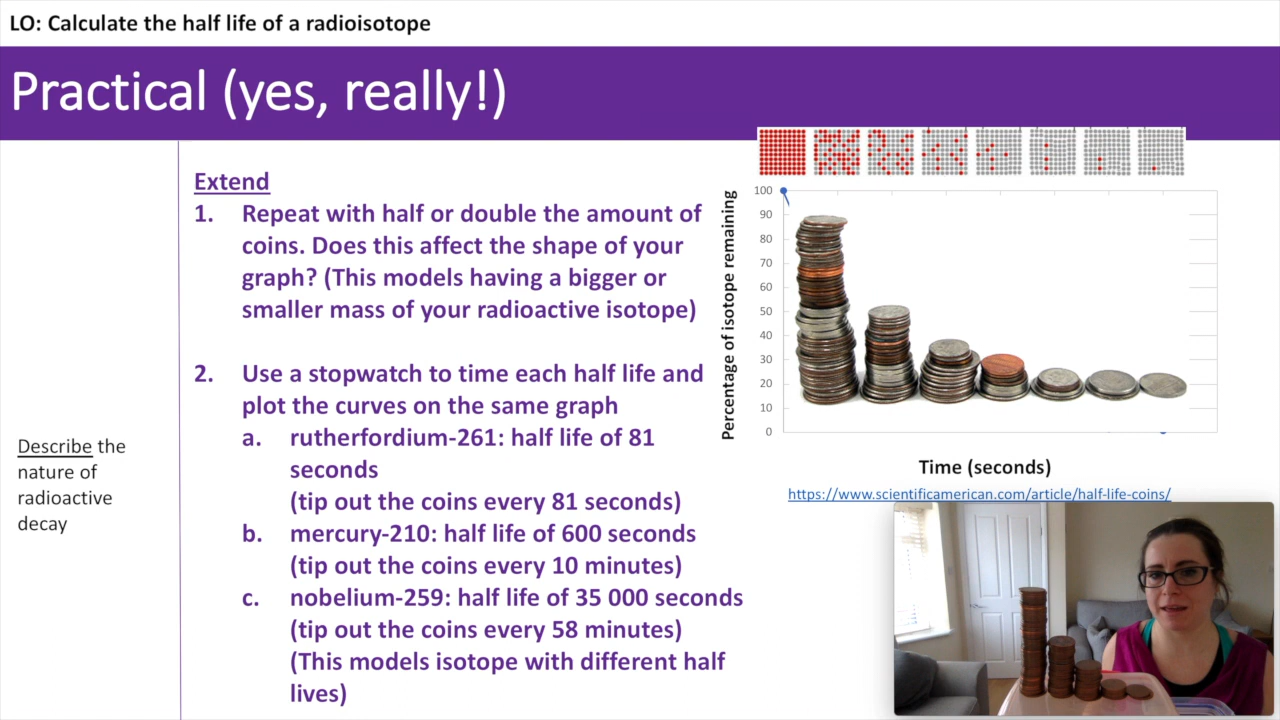 LO: Calculate the half life of a radioisotope
Practical (yes, really!)
Extend
1. Repeat with half or double the amount of
coins. Does this affect the shape of your
graph? (This models having a bigger or
smaller mass of your radioactive isotope)
2. Use a stopwatch to time each half life and
plot the curves on the same graph
a. rutherfordium-261: half life of 81
seconds
(tip out the coins every 81 seconds)
b. mercury-210: half life of 600 seconds
(tip out the coins every 10 minutes)
c. nobelium-259: half life of 35 000 seconds
(tip out the coins every 58 minutes)
(This models isotope with different half
lives)
Describe the
nature of
radioactive
decay
Percentage of isotope remaining
100
90
80
70
60
50
40
30
20
10
0
Time (seconds)
https://www.scientificamerican.com/article/half-life-coins/